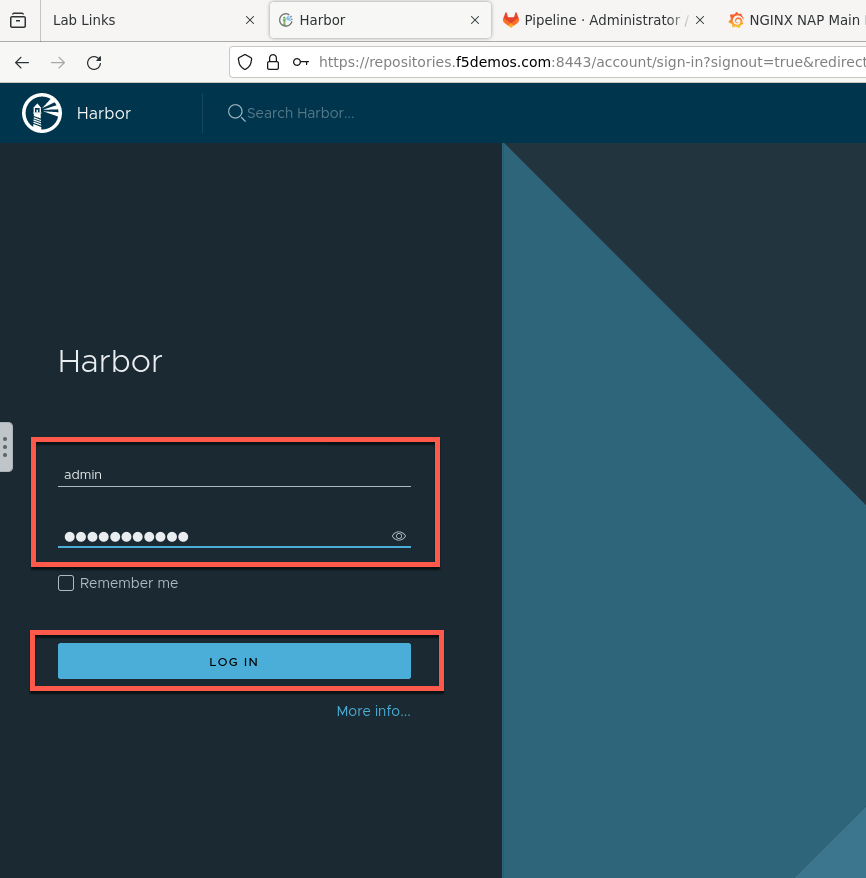 Lab Links
Harbor
Pipeline · Administrator /
NGINX NAP Main
https://repositories.f5demos.com:8443/account/sign-in?signout=true&redirect
Harbor
Search Harbor...
Harbor
admin
●●●●●●●●●●●
Remember me
LOG IN
More info...